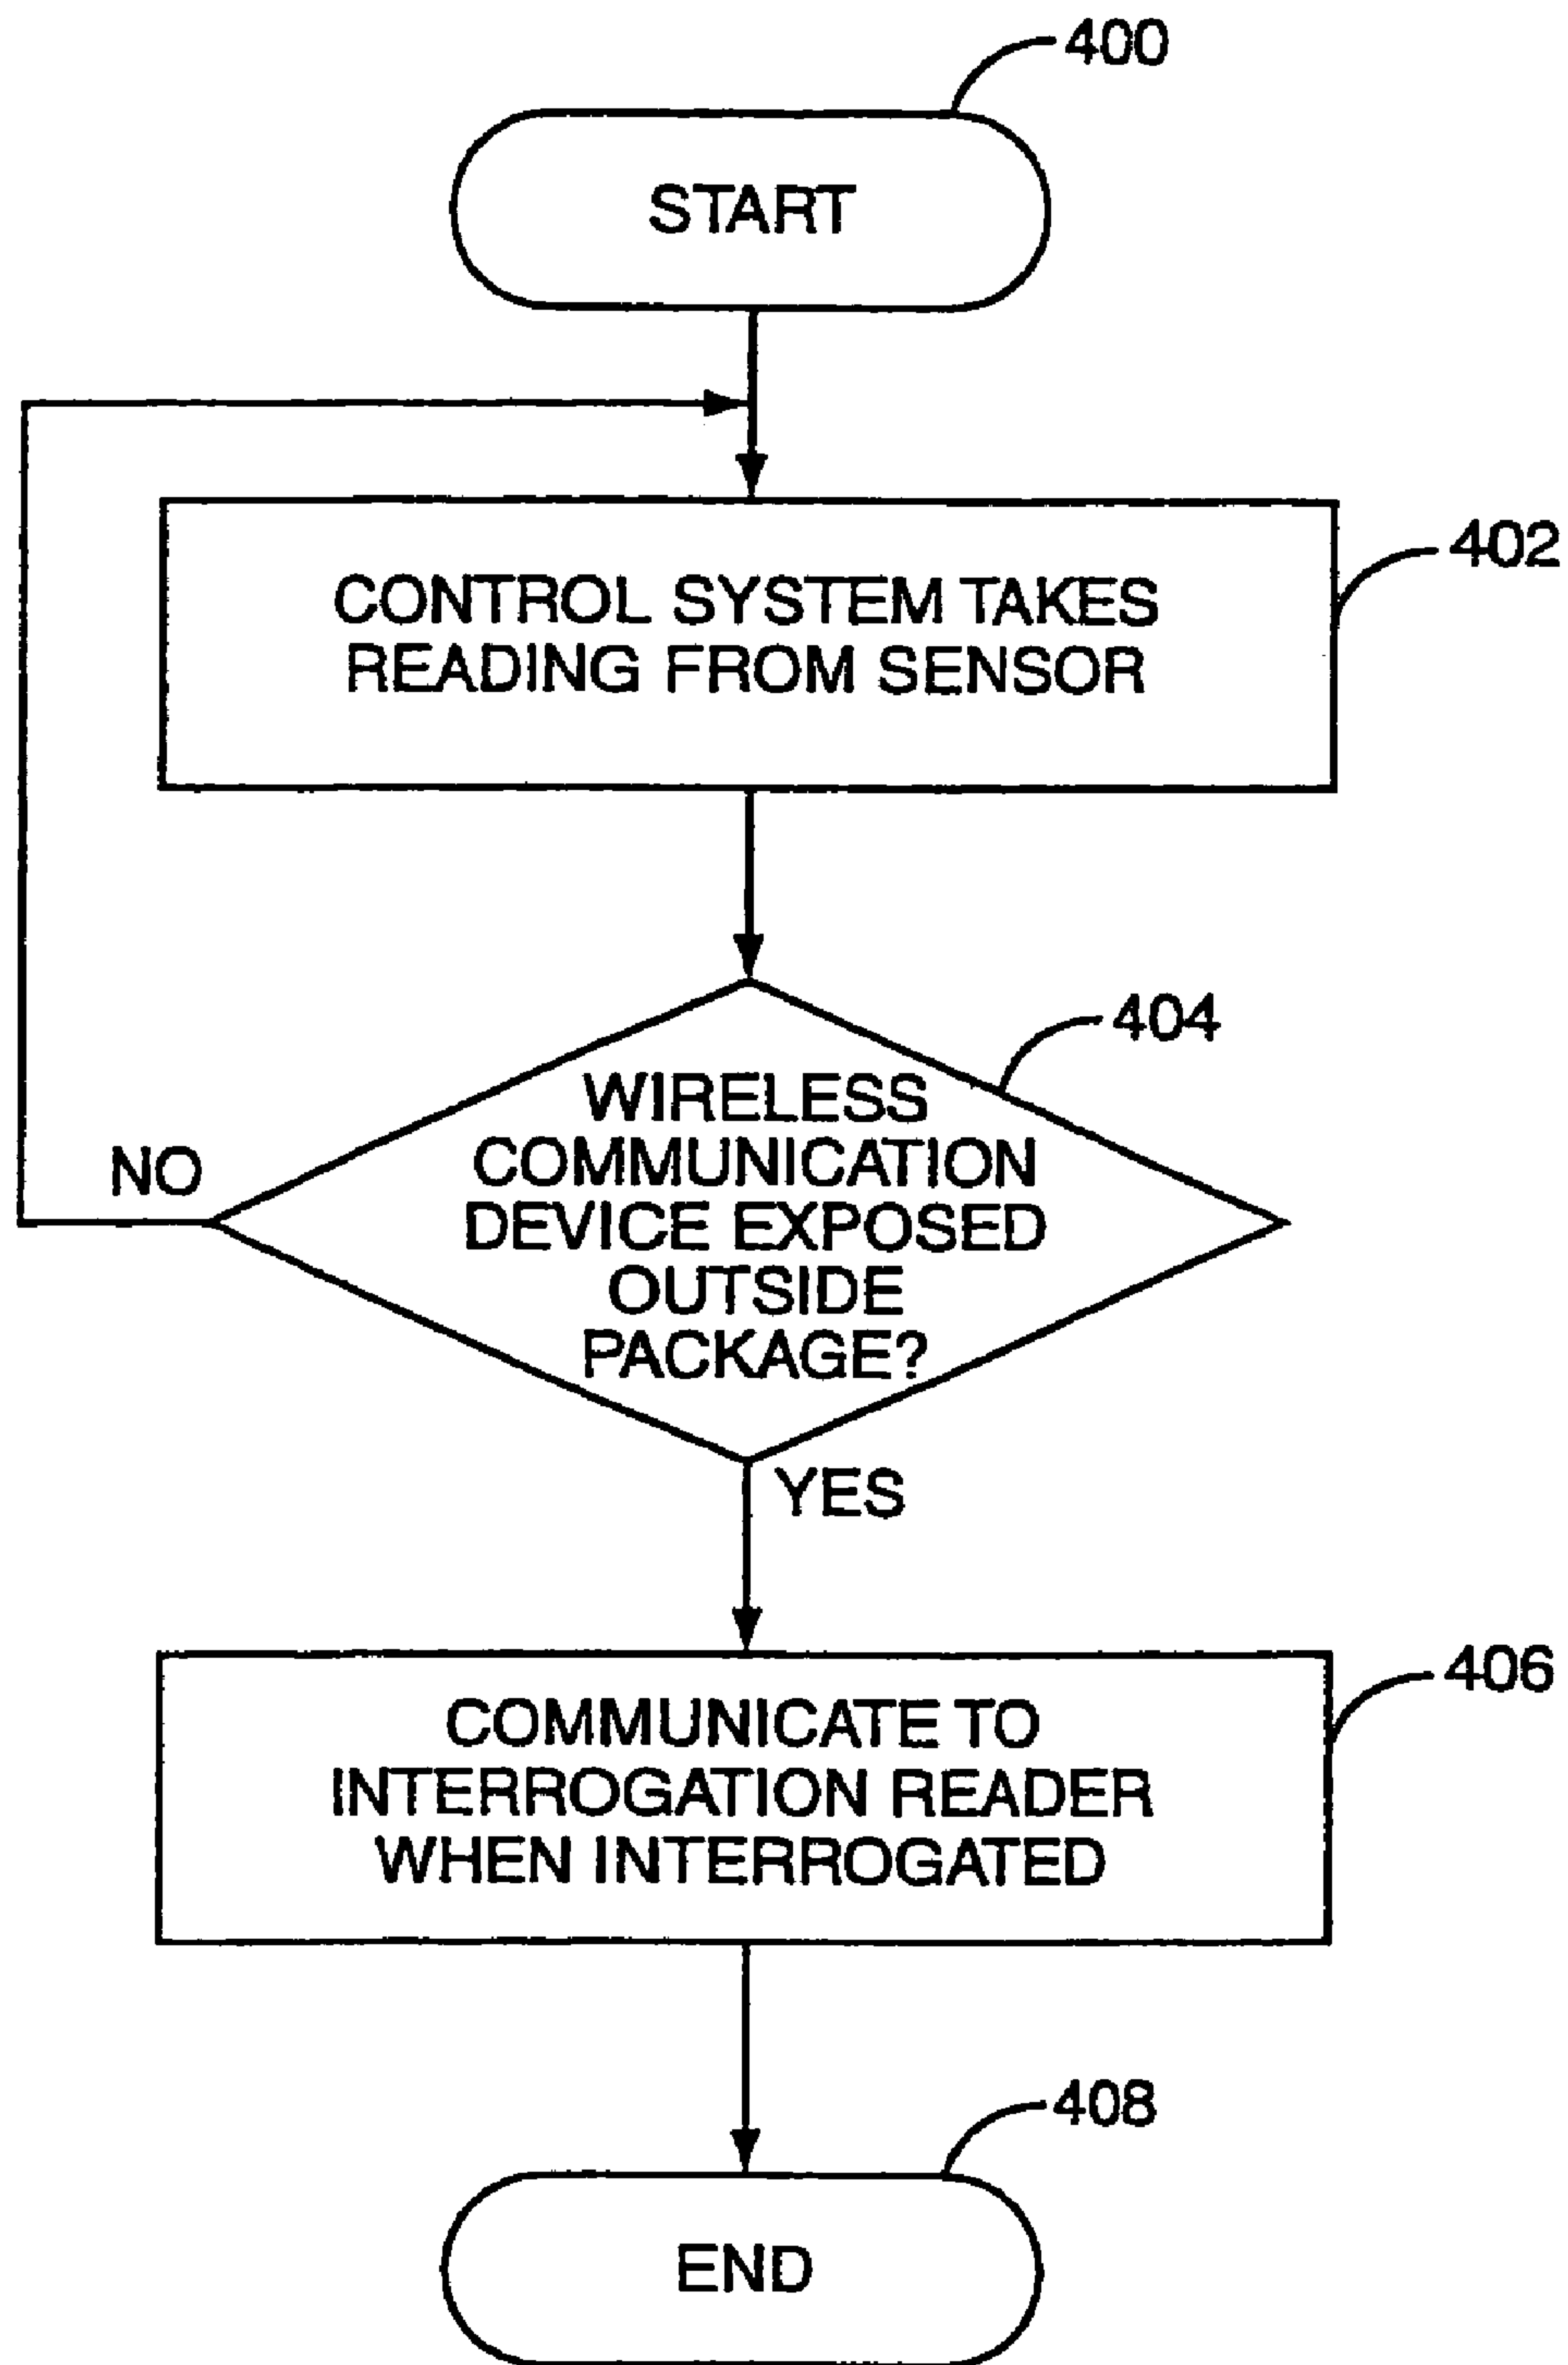 400
START
402
CONTROL SYSTEM TAKES
READING FROM SENSOR
404
WIRELESS
COMMUNICATION
DEVICE EXPOSED
OUTSIDE
PACKAGE?
NO
YES
406
COMMUNICATE TO
INTERROGATION READER
WHEN INTERROGATED
408
END